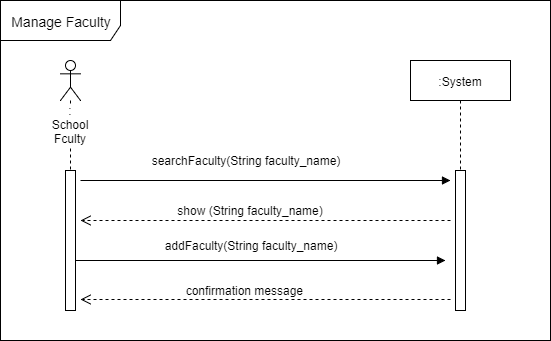 Manage Faculty
:System
School
Fculty
searchFaculty(String faculty_name)
show (String faculty_name)
addFaculty(String faculty_name)
confirmation message